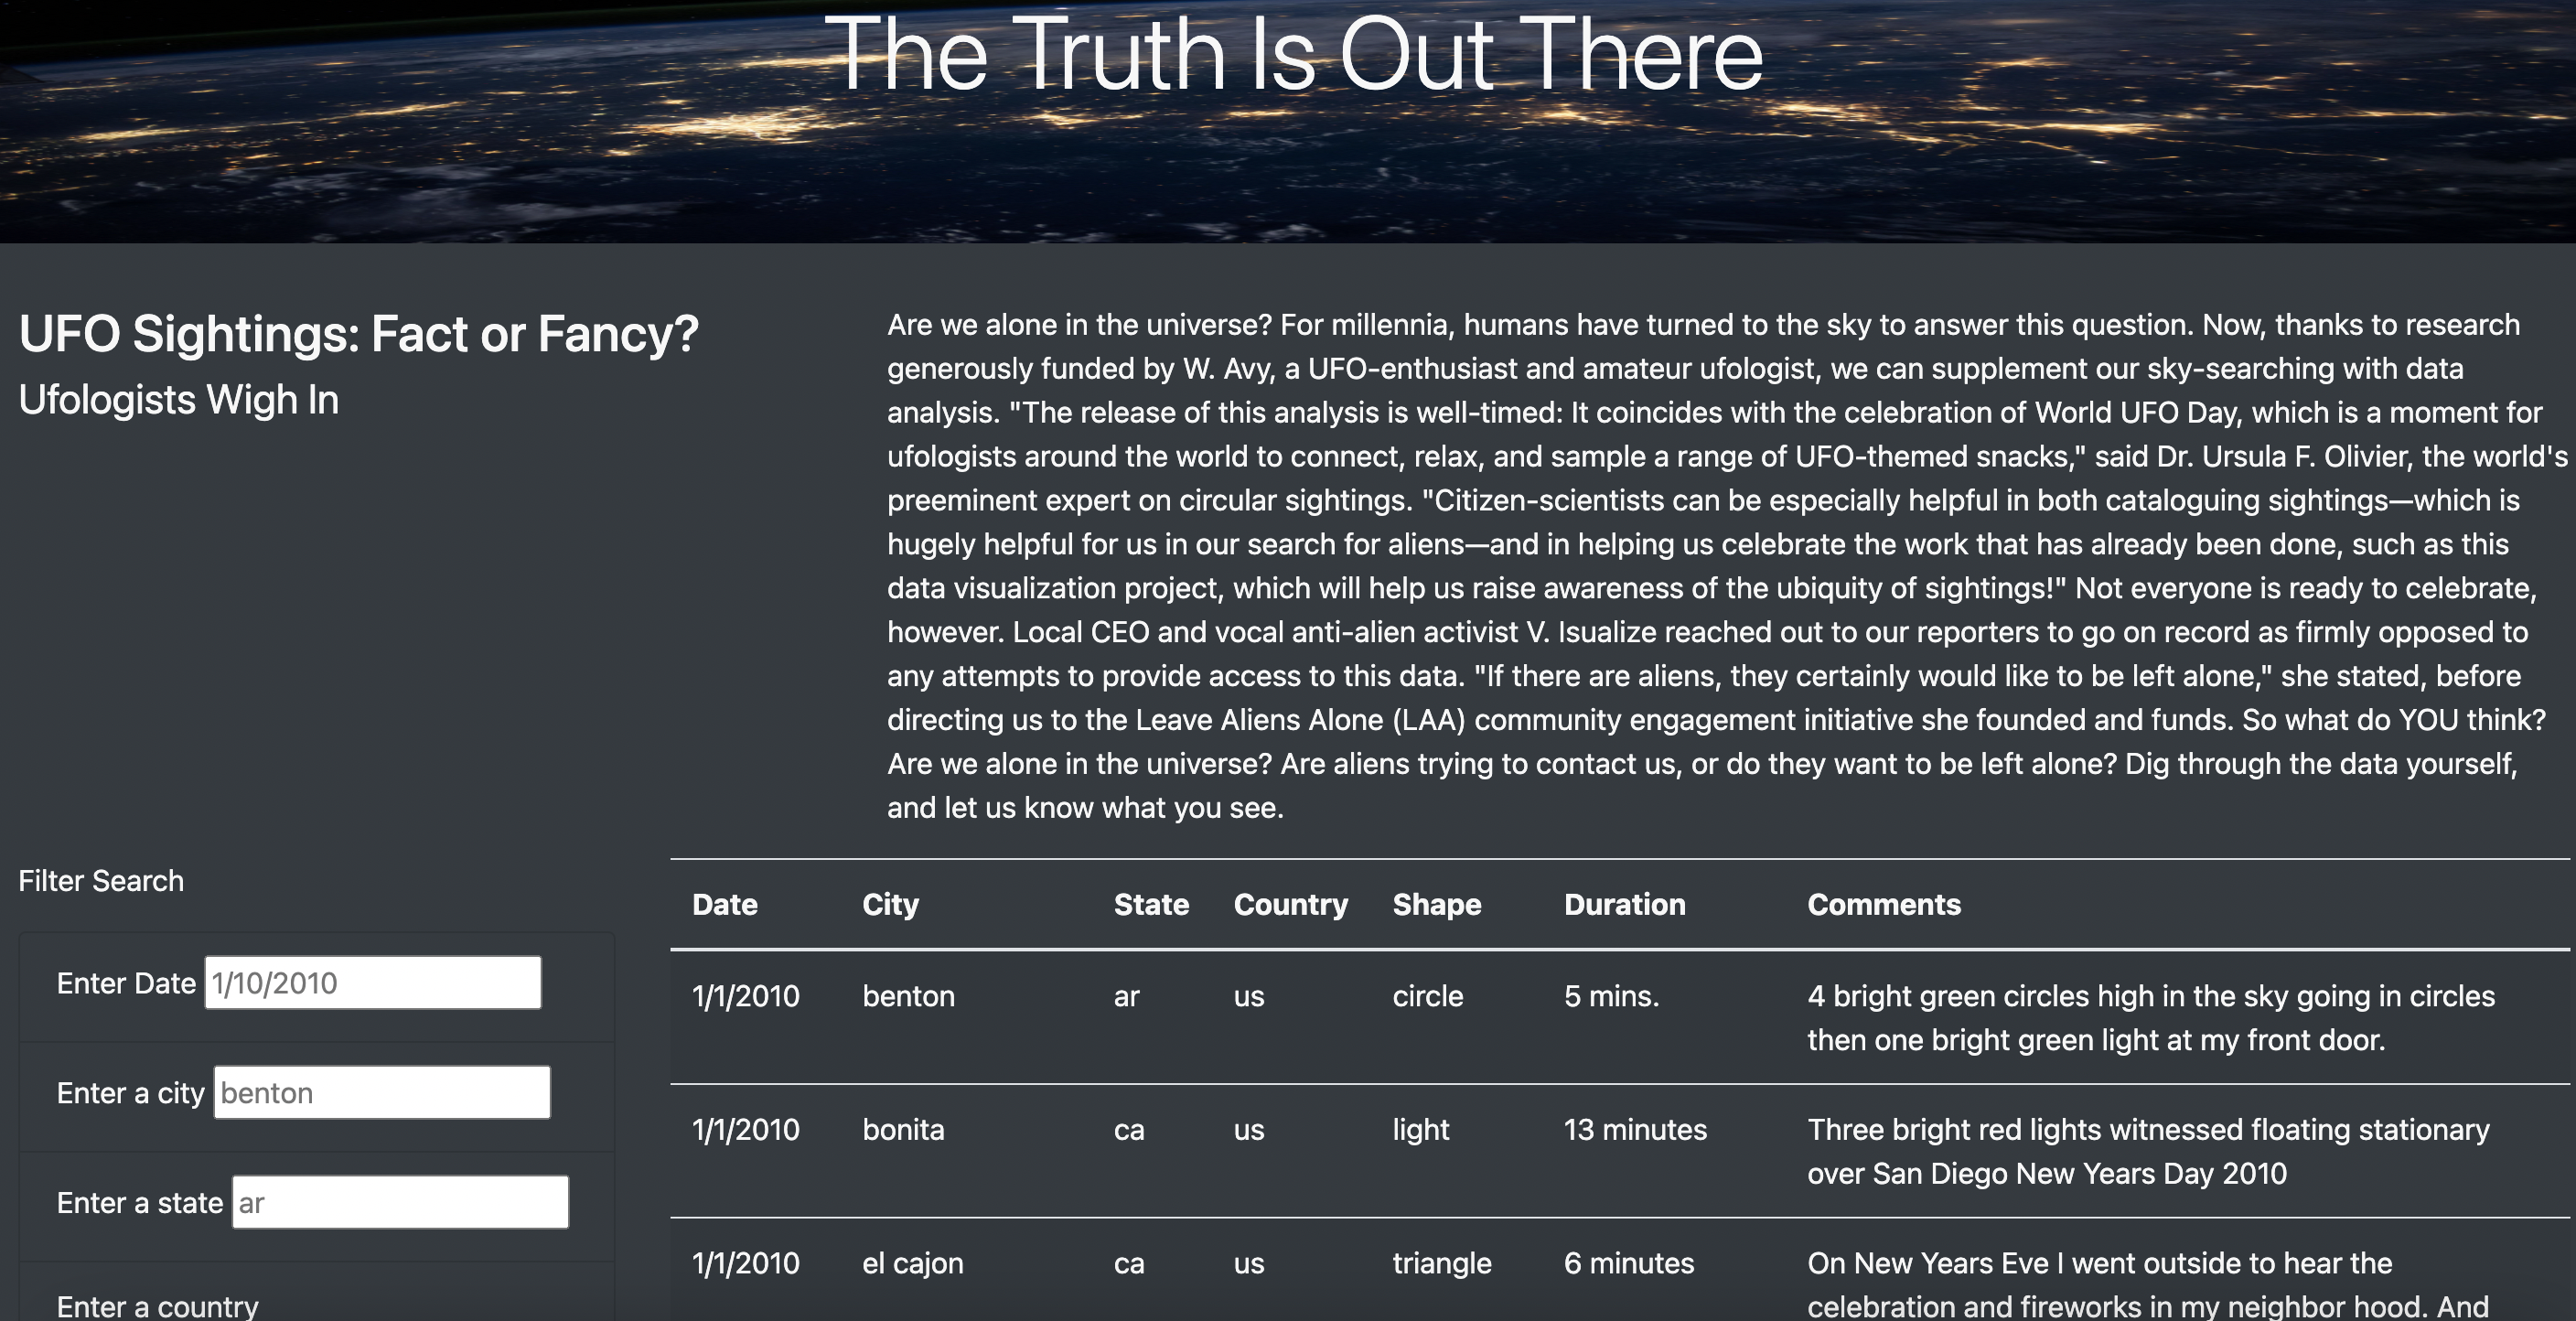 The Truth Is Out There
UFO Sightings: Fact or Fancy?
Ufologists Wigh In
Are we alone in the universe? For millennia, humans have turned to the sky to answer this question. Now, thanks to research
generously funded by W. Avy, a UFO-enthusiast and amateur ufologist, we can supplement our sky-searching with data
analysis. "The release of this analysis is well-timed: It coincides with the celebration of World UFO Day, which is a moment for
ufologists around the world to connect, relax, and sample a range of UFO-themed snacks," said Dr. Ursula F. Olivier, the world's
preeminent expert on circular sightings. "Citizen-scientists can be especially helpful in both cataloguing sightings—which is
hugely helpful for us in our search for aliens—and in helping us celebrate the work that has already been done, such as this
data visualization project, which will help us raise awareness of the ubiquity of sightings!" Not everyone is ready to celebrate,
however. Local CEO and vocal anti-alien activist V. Isualize reached out to our reporters to go on record as firmly opposed to
any attempts to provide access to this data. "If there are aliens, they certainly would like to be left alone," she stated, before
directing us to the Leave Aliens Alone (LAA) community engagement initiative she founded and funds. So what do YOU think?
Are we alone in the universe? Are aliens trying to contact us, or do they want to be left alone? Dig through the data yourself,
and let us know what you see.
Filter Search
Enter Date 1/10/2010
Enter a city benton
Enter a state ar
Enter a country
Date City State Country Shape Duration Comments
1/1/2010 benton ar us circle 5 mins. 4 bright green circles high in the sky going in circles
then one bright green light at my front door.
1/1/2010 bonita ca us light 13 minutes Three bright red lights witnessed floating stationary
over San Diego New Years Day 2010
1/1/2010 el cajon ca us triangle 6 minutes On New Years Eve I went outside to hear the
celebration and fireworks in my neighbor hood. And